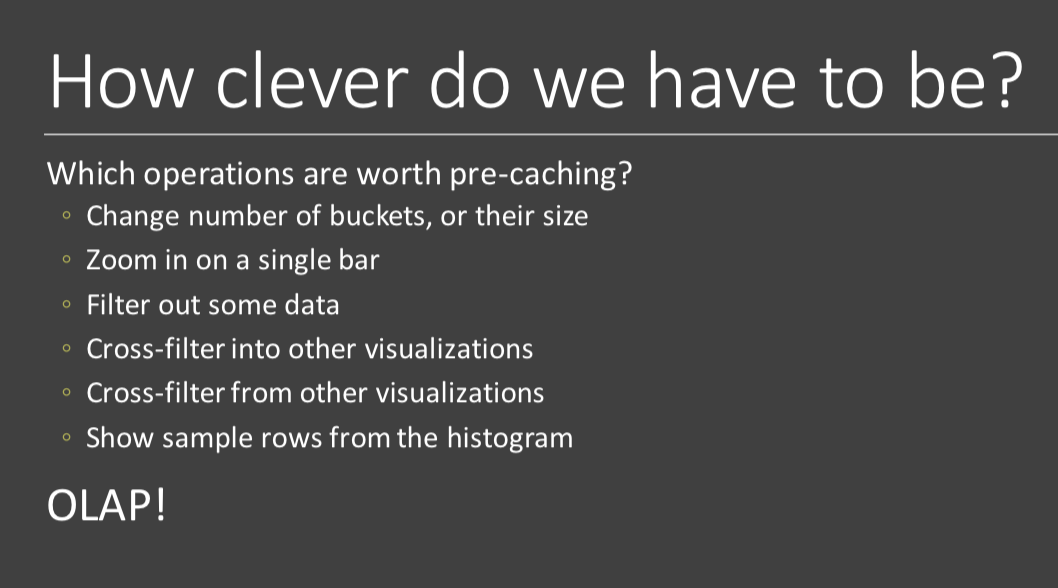 How clever do we have to be?
Which operations are worth pre-caching?
◦ Change number of buckets, or their size
◦ Zoom in on a single bar
◦ Filter out some data
◦ Cross-filter into other visualizations
◦ Cross-filter from other visualizations
◦ Show sample rows from the histogram
OLAP!